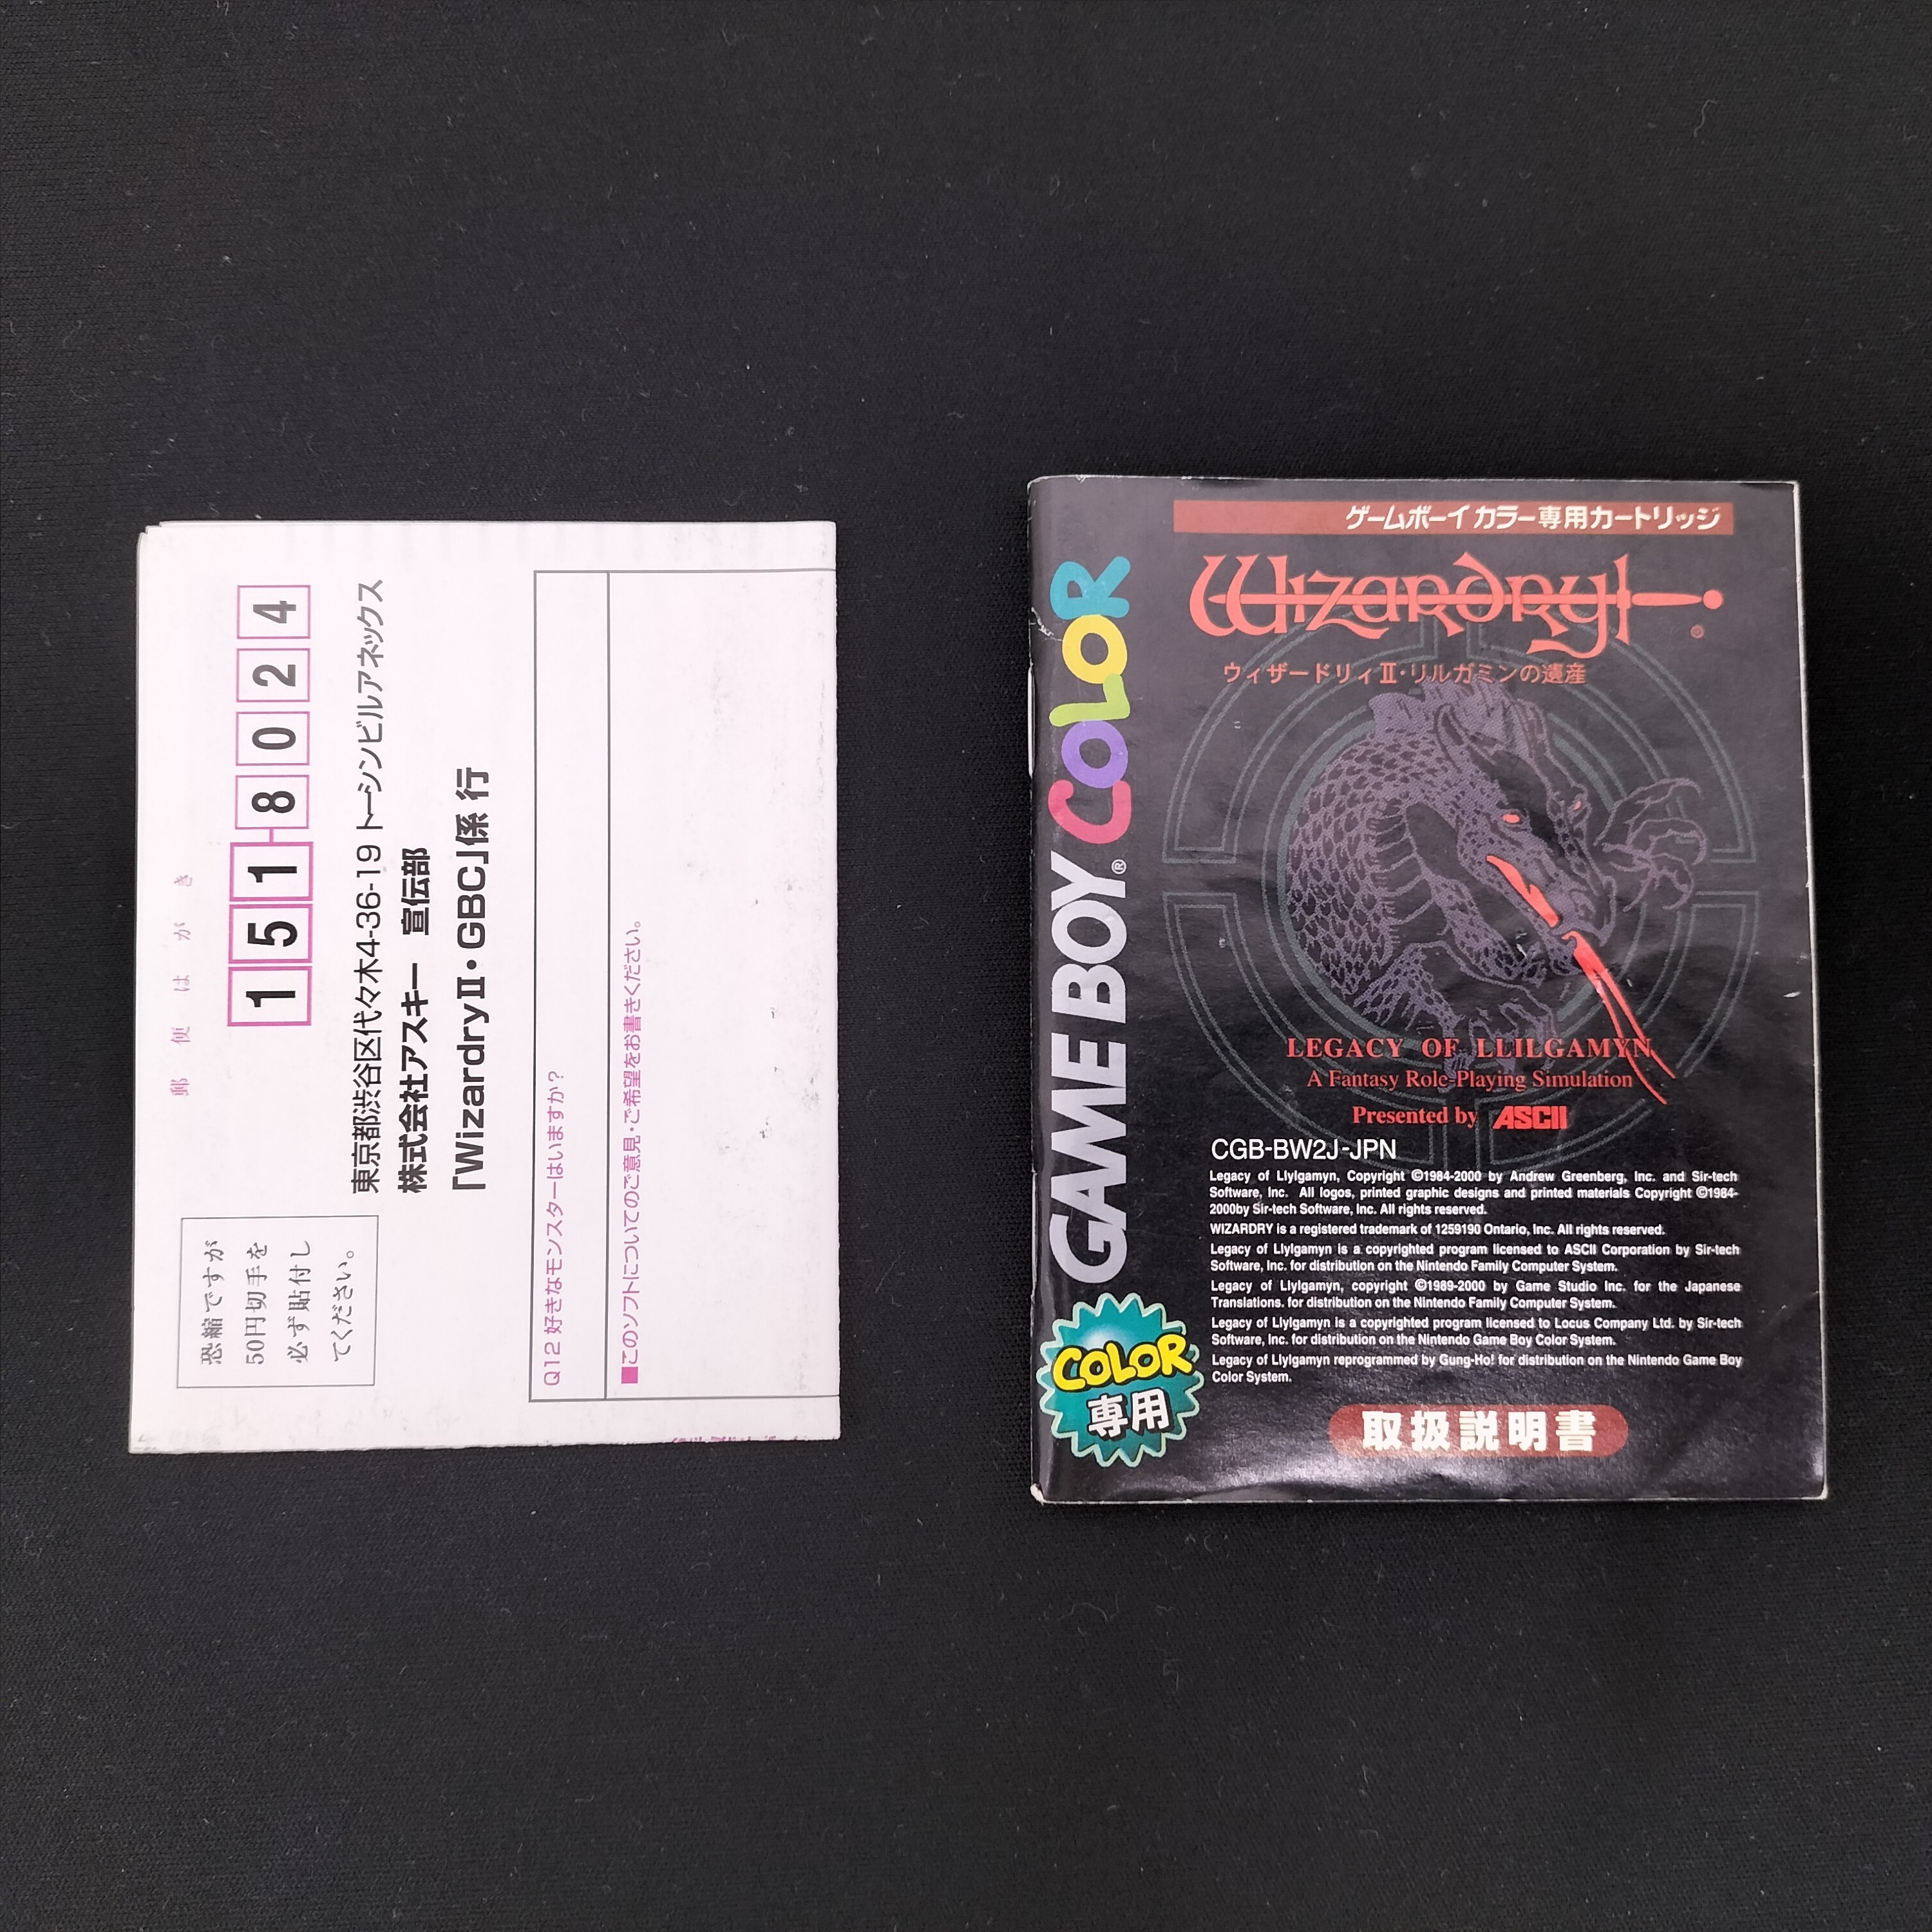 郵便はがき
151-8024
東京都渋谷区代々木4-36-19 トーシンビルアネックス
株式会社アスキー 宣伝部
「WizardryⅡ・GBC」係 行
恐縮ですが
50円切手を
必ず貼付し
てください。
Q12 好きなモンスターはいますか？
■このソフトについてのご意見・ご希望をお書きください。
GAME BOY® COLOR
COLOR
専用
ゲームボーイカラー専用カートリッジ
Wizardry®
ウィザードリィⅡ・リルガミンの遺産
LEGACY OF LLILGAMYN
A Fantasy Role-Playing Simulation
Presented by ASCII
CGB-BW2J-JPN
Legacy of Llylgamyn, Copyright ©1984-2000 by Andrew Greenberg, Inc. and Sir-tech
Software, Inc. All logos, printed graphic designs and printed materials Copyright ©1984-
2000by Sir-tech Software, Inc. All rights reserved.
WIZARDRY is a registered trademark of 1259190 Ontario, Inc. All rights reserved.
Legacy of Llylgamyn is a copyrighted program licensed to ASCII Corporation by Sir-tech
Software, Inc. for distribution on the Nintendo Family Computer System.
Legacy of Llylgamyn, copyright ©1989-2000 by Game Studio Inc. for the Japanese
Translations. for distribution on the Nintendo Family Computer System.
Legacy of Llylgamyn is a copyrighted program licensed to Locus Company Ltd. by Sir-tech
Software, Inc. for distribution on the Nintendo Game Boy Color System.
Legacy of Llylgamyn reprogrammed by Gung-Ho! for distribution on the Nintendo Game Boy
Color System.
取扱説明書